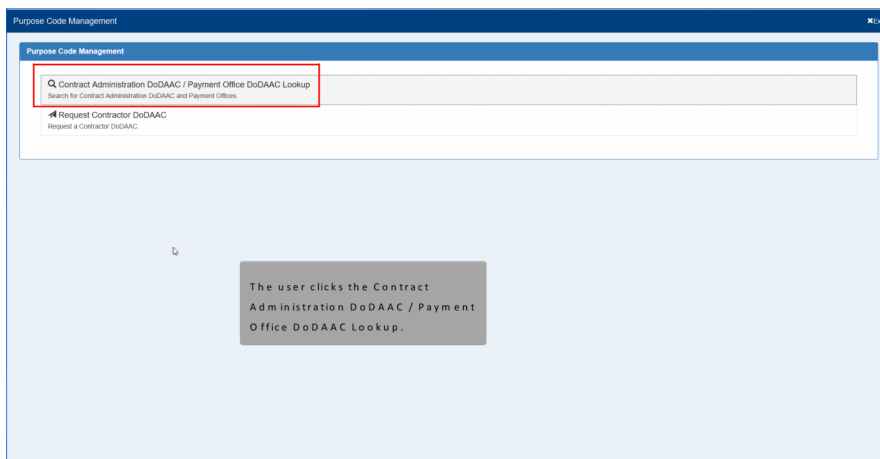 Purpose Code Management
✖Ex
Purpose Code Management
Contract Administration DoDAAC / Payment Office DoDAAC Lookup
Search for Contract Administration DoDAAC and Payment Offices.
Request Contractor DoDAAC
Request a Contractor DoDAAC.
The user clicks the Contract
Administration DoDAAC / Payment
Office DoDAAC Lookup.